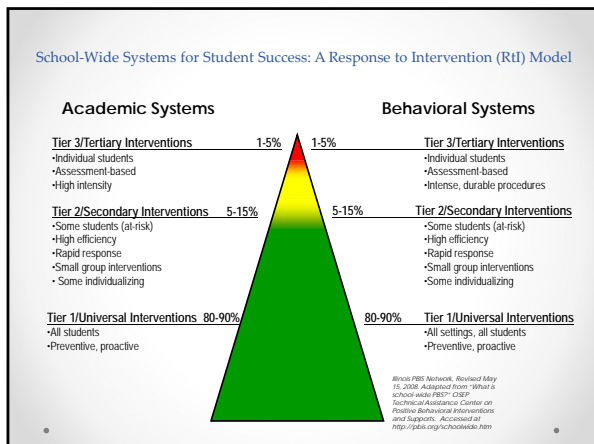 School-Wide Systems for Student Success: A Response to Intervention (RtI) Model
Academic Systems
Tier 3/Tertiary Interventions 1-5%
•Individual students
•Assessment-based
•High intensity
Tier 2/Secondary Interventions 5-15%
•Some students (at-risk)
•High efficiency
•Rapid response
•Small group interventions
• Some individualizing
Tier 1/Universal Interventions 80-90%
•All students
•Preventive, proactive
Behavioral Systems
1-5% Tier 3/Tertiary Interventions
•Individual students
•Assessment-based
•Intense, durable procedures
5-15% Tier 2/Secondary Interventions
•Some students (at-risk)
•High efficiency
•Rapid response
•Small group interventions
•Some individualizing
80-90% Tier 1/Universal Interventions
•All settings, all students
•Preventive, proactive
Illinois PBIS Network, Revised May
15, 2008. Adapted from "What is
school-wide PBS?" OSEP
Technical Assistance Center on
Positive Behavioral Interventions
and Supports. Accessed at
http://pbis.org/schoolwide.htm